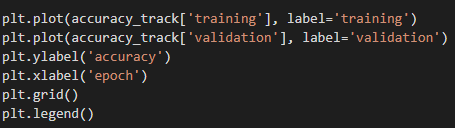 plt.plot(accuracy_track['training'], label='training')
plt.plot(accuracy_track['validation'], label='validation')
plt.ylabel('accuracy')
plt.xlabel('epoch')
plt.grid()
plt.legend()